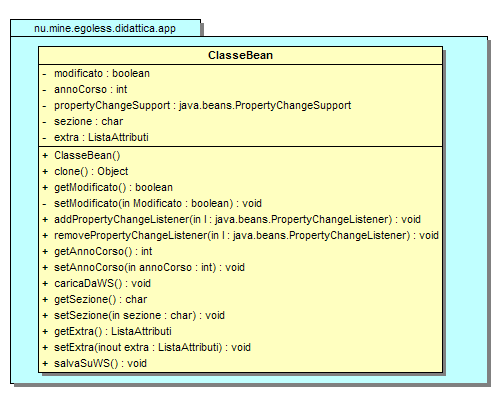 nu.mine.egoless.didattica.app
ClasseBean
- modificato : boolean
- annoCorso : int
- propertyChangeSupport : java.beans.PropertyChangeSupport
- sezione : char
- extra : ListaAttributi
+ ClasseBean()
+ clone() : Object
+ getModificato() : boolean
- setModificato(in Modificato : boolean) : void
+ addPropertyChangeListener(in l : java.beans.PropertyChangeListener) : void
+ removePropertyChangeListener(in l : java.beans.PropertyChangeListener) : void
+ getAnnoCorso() : int
+ setAnnoCorso(in annoCorso : int) : void
+ caricaDaWS() : void
+ getSezione() : char
+ setSezione(in sezione : char) : void
+ getExtra() : ListaAttributi
+ setExtra(inout extra : ListaAttributi) : void
+ salvaSuWS() : void